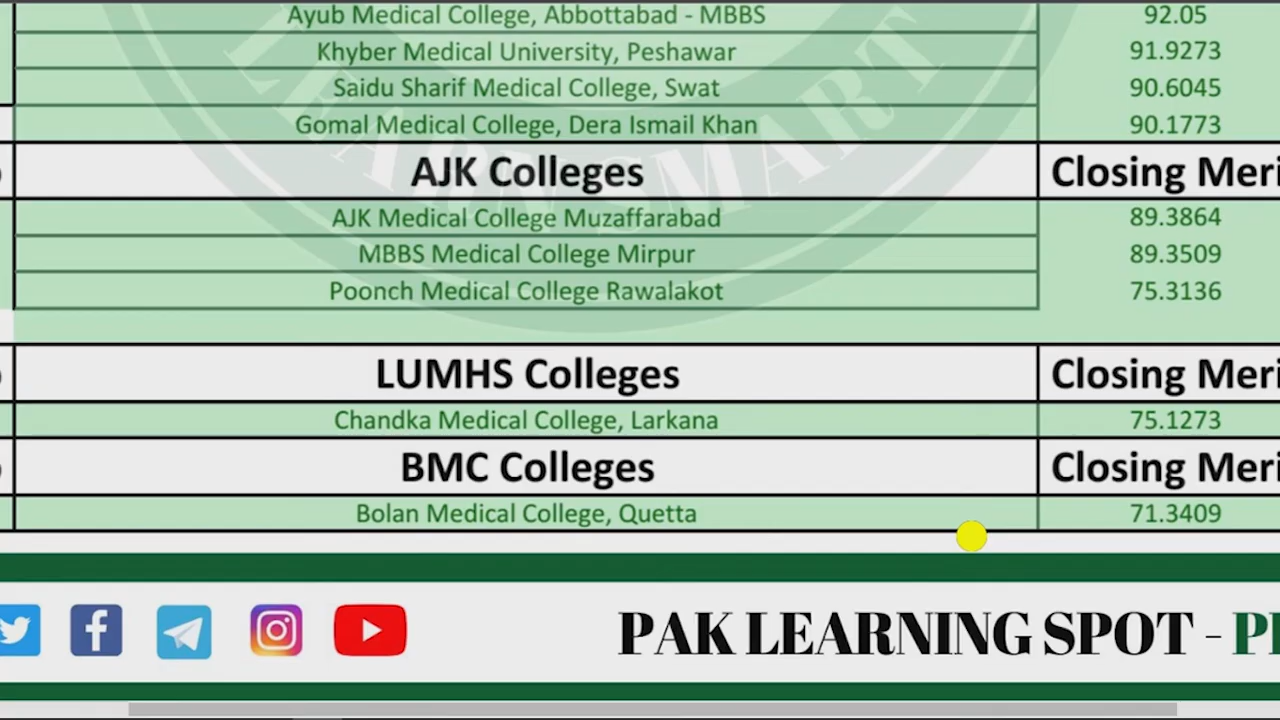 Ayub Medical College, Abbottabad - MBBS 92.05
Khyber Medical University, Peshawar 91.9273
Saidu Sharif Medical College, Swat 90.6045
Gomal Medical College, Dera Ismail Khan 90.1773
AJK Colleges Closing Meri
AJK Medical College Muzaffarabad 89.3864
MBBS Medical College Mirpur 89.3509
Poonch Medical College Rawalakot 75.3136
LUMHS Colleges Closing Meri
Chandka Medical College, Larkana 75.1273
BMC Colleges Closing Meri
Bolan Medical College, Quetta 71.3409
PAK LEARNING SPOT -
LEARN SMART